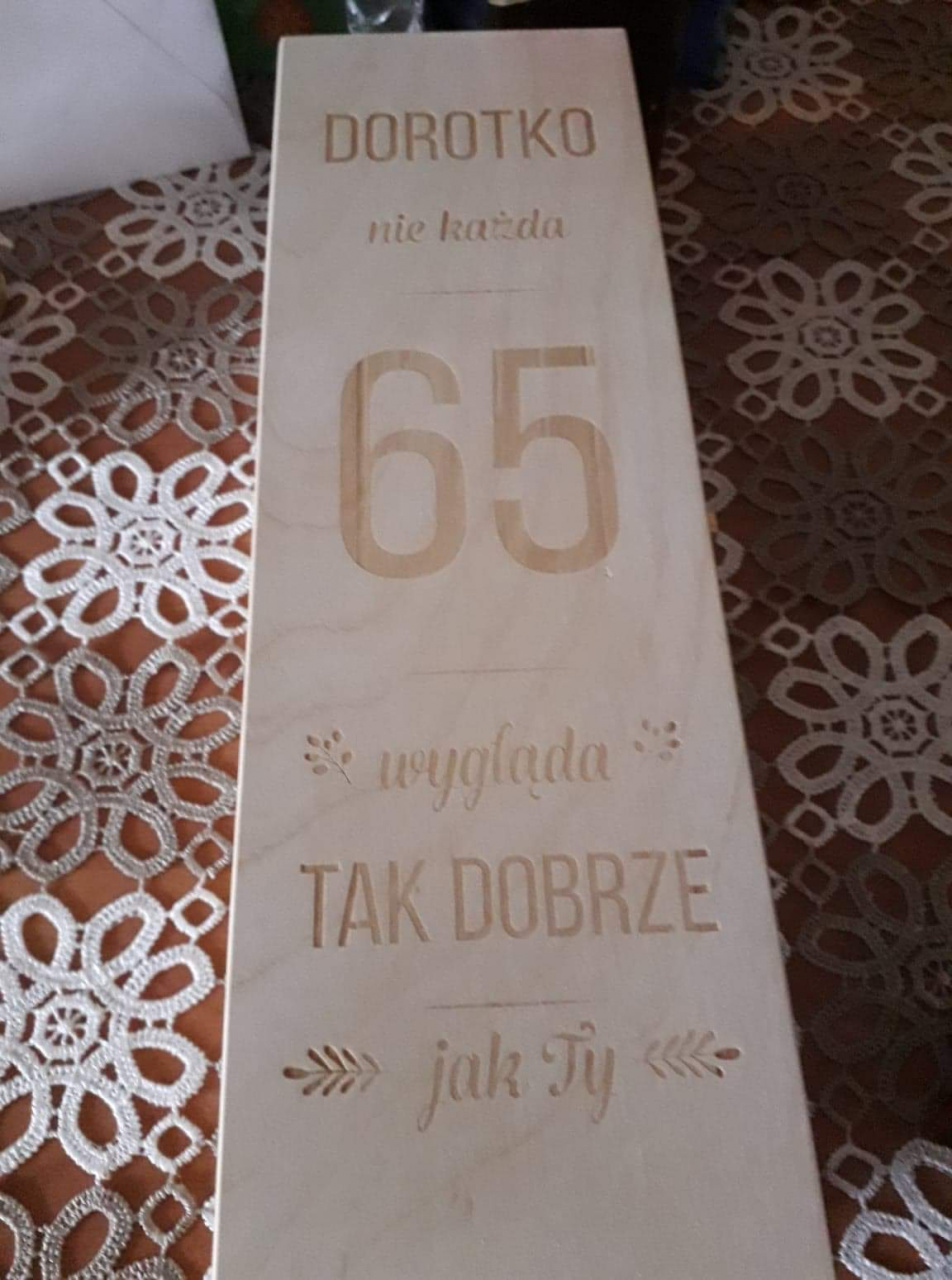 DOROTKO
nie każda
65
wygląda
TAK DOBRZE
jak Ty